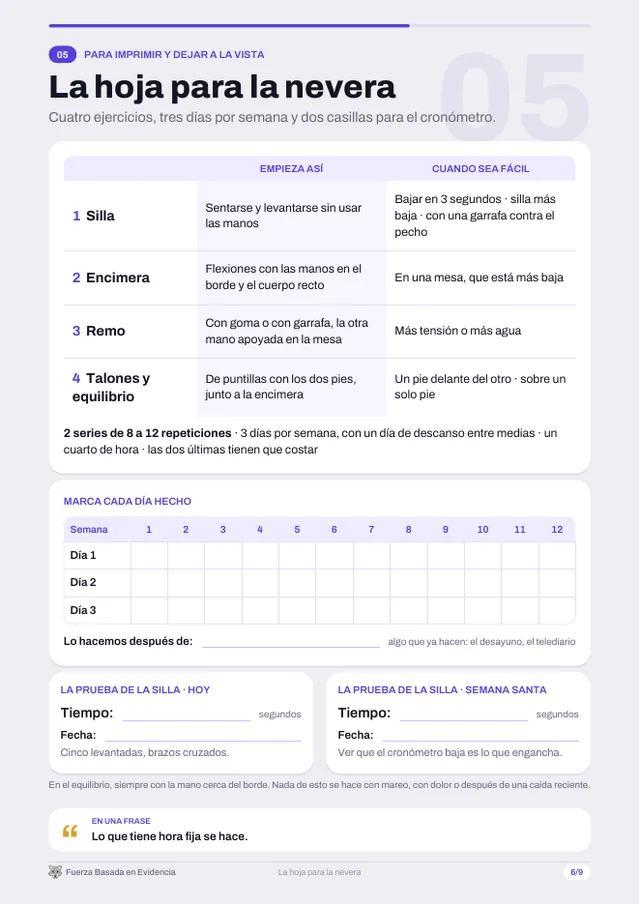 05 PARA IMPRIMIR Y DEJAR A LA VISTA
05
La hoja para la nevera
Cuatro ejercicios, tres días por semana y dos casillas para el cronómetro.
EMPIEZA ASÍ CUANDO SEA FÁCIL
1 Silla
Sentarse y levantarse sin usar
las manos
Bajar en 3 segundos · silla más
baja · con una garrafa contra el
pecho
2 Encimera
Flexiones con las manos en el
borde y el cuerpo recto
En una mesa, que está más baja
3 Remo
Con goma o con garrafa, la otra
mano apoyada en la mesa
Más tensión o más agua
4 Talones y
equilibrio
De puntillas con los dos pies,
junto a la encimera
Un pie delante del otro · sobre un
solo pie
2 series de 8 a 12 repeticiones · 3 días por semana, con un día de descanso entre medias · un
cuarto de hora · las dos últimas tienen que costar
MARCA CADA DÍA HECHO
Semana 1 2 3 4 5 6 7 8 9 10 11 12
Día 1
Día 2
Día 3
Lo hacemos después de: algo que ya hacen: el desayuno, el telediario
LA PRUEBA DE LA SILLA · HOY
Tiempo: segundos
Fecha:
Cinco levantadas, brazos cruzados.
LA PRUEBA DE LA SILLA · SEMANA SANTA
Tiempo: segundos
Fecha:
Ver que el cronómetro baja es lo que engancha.
En el equilibrio, siempre con la mano cerca del borde. Nada de esto se hace con mareo, con dolor o después de una caída reciente.
EN UNA FRASE
Lo que tiene hora fija se hace.
Fuerza Basada en Evidencia La hoja para la nevera 6/9